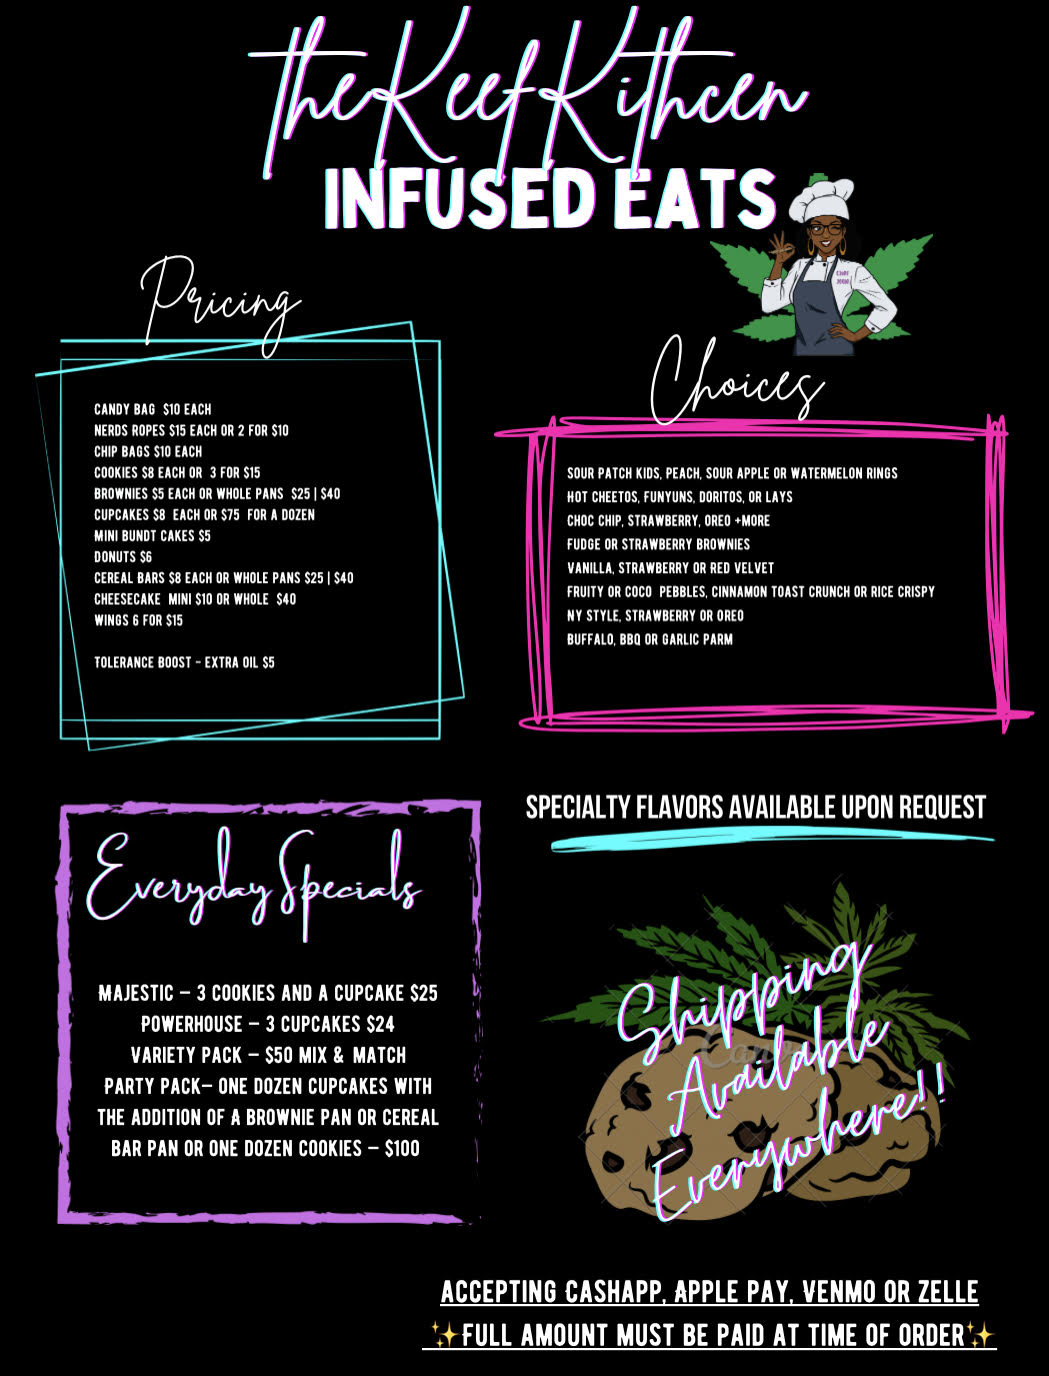 theKeefKithcen
INFUSED EATS
CHEF
Pricing
CANDY BAG $10 EACH
NERDS ROPES $15 EACH OR 2 FOR $10
CHIP BAGS $10 EACH
COOKIES $8 EACH OR 3 FOR $15
BROWNIES $5 EACH OR WHOLE PANS $25 | $40
CUPCAKES $8 EACH OR $75 FOR A DOZEN
MINI BUNDT CAKES $5
DONUTS $6
CEREAL BARS $8 EACH OR WHOLE PANS $25 | $40
CHEESECAKE MINI $10 OR WHOLE $40
WINGS 6 FOR $15
TOLERANCE BOOST - EXTRA OIL $5
Choices
SOUR PATCH KIDS, PEACH, SOUR APPLE OR WATERMELON RINGS
HOT CHEETOS, FUNYUNS, DORITOS, OR LAYS
CHOC CHIP, STRAWBERRY, OREO +MORE
FUDGE OR STRAWBERRY BROWNIES
VANILLA, STRAWBERRY OR RED VELVET
FRUITY OR COCO PEBBLES, CINNAMON TOAST CRUNCH OR RICE CRISPY
NY STYLE, STRAWBERRY OR OREO
BUFFALO, BBQ OR GARLIC PARM
Everyday Specials
MAJESTIC – 3 COOKIES AND A CUPCAKE $25
POWERHOUSE – 3 CUPCAKES $24
VARIETY PACK – $50 MIX & MATCH
PARTY PACK– ONE DOZEN CUPCAKES WITH
THE ADDITION OF A BROWNIE PAN OR CEREAL
BAR PAN OR ONE DOZEN COOKIES – $100
SPECIALTY FLAVORS AVAILABLE UPON REQUEST
Shipping
Available
Everywhere!!
Canva
ACCEPTING CASHAPP, APPLE PAY, VENMO OR ZELLE
✨FULL AMOUNT MUST BE PAID AT TIME OF ORDER✨